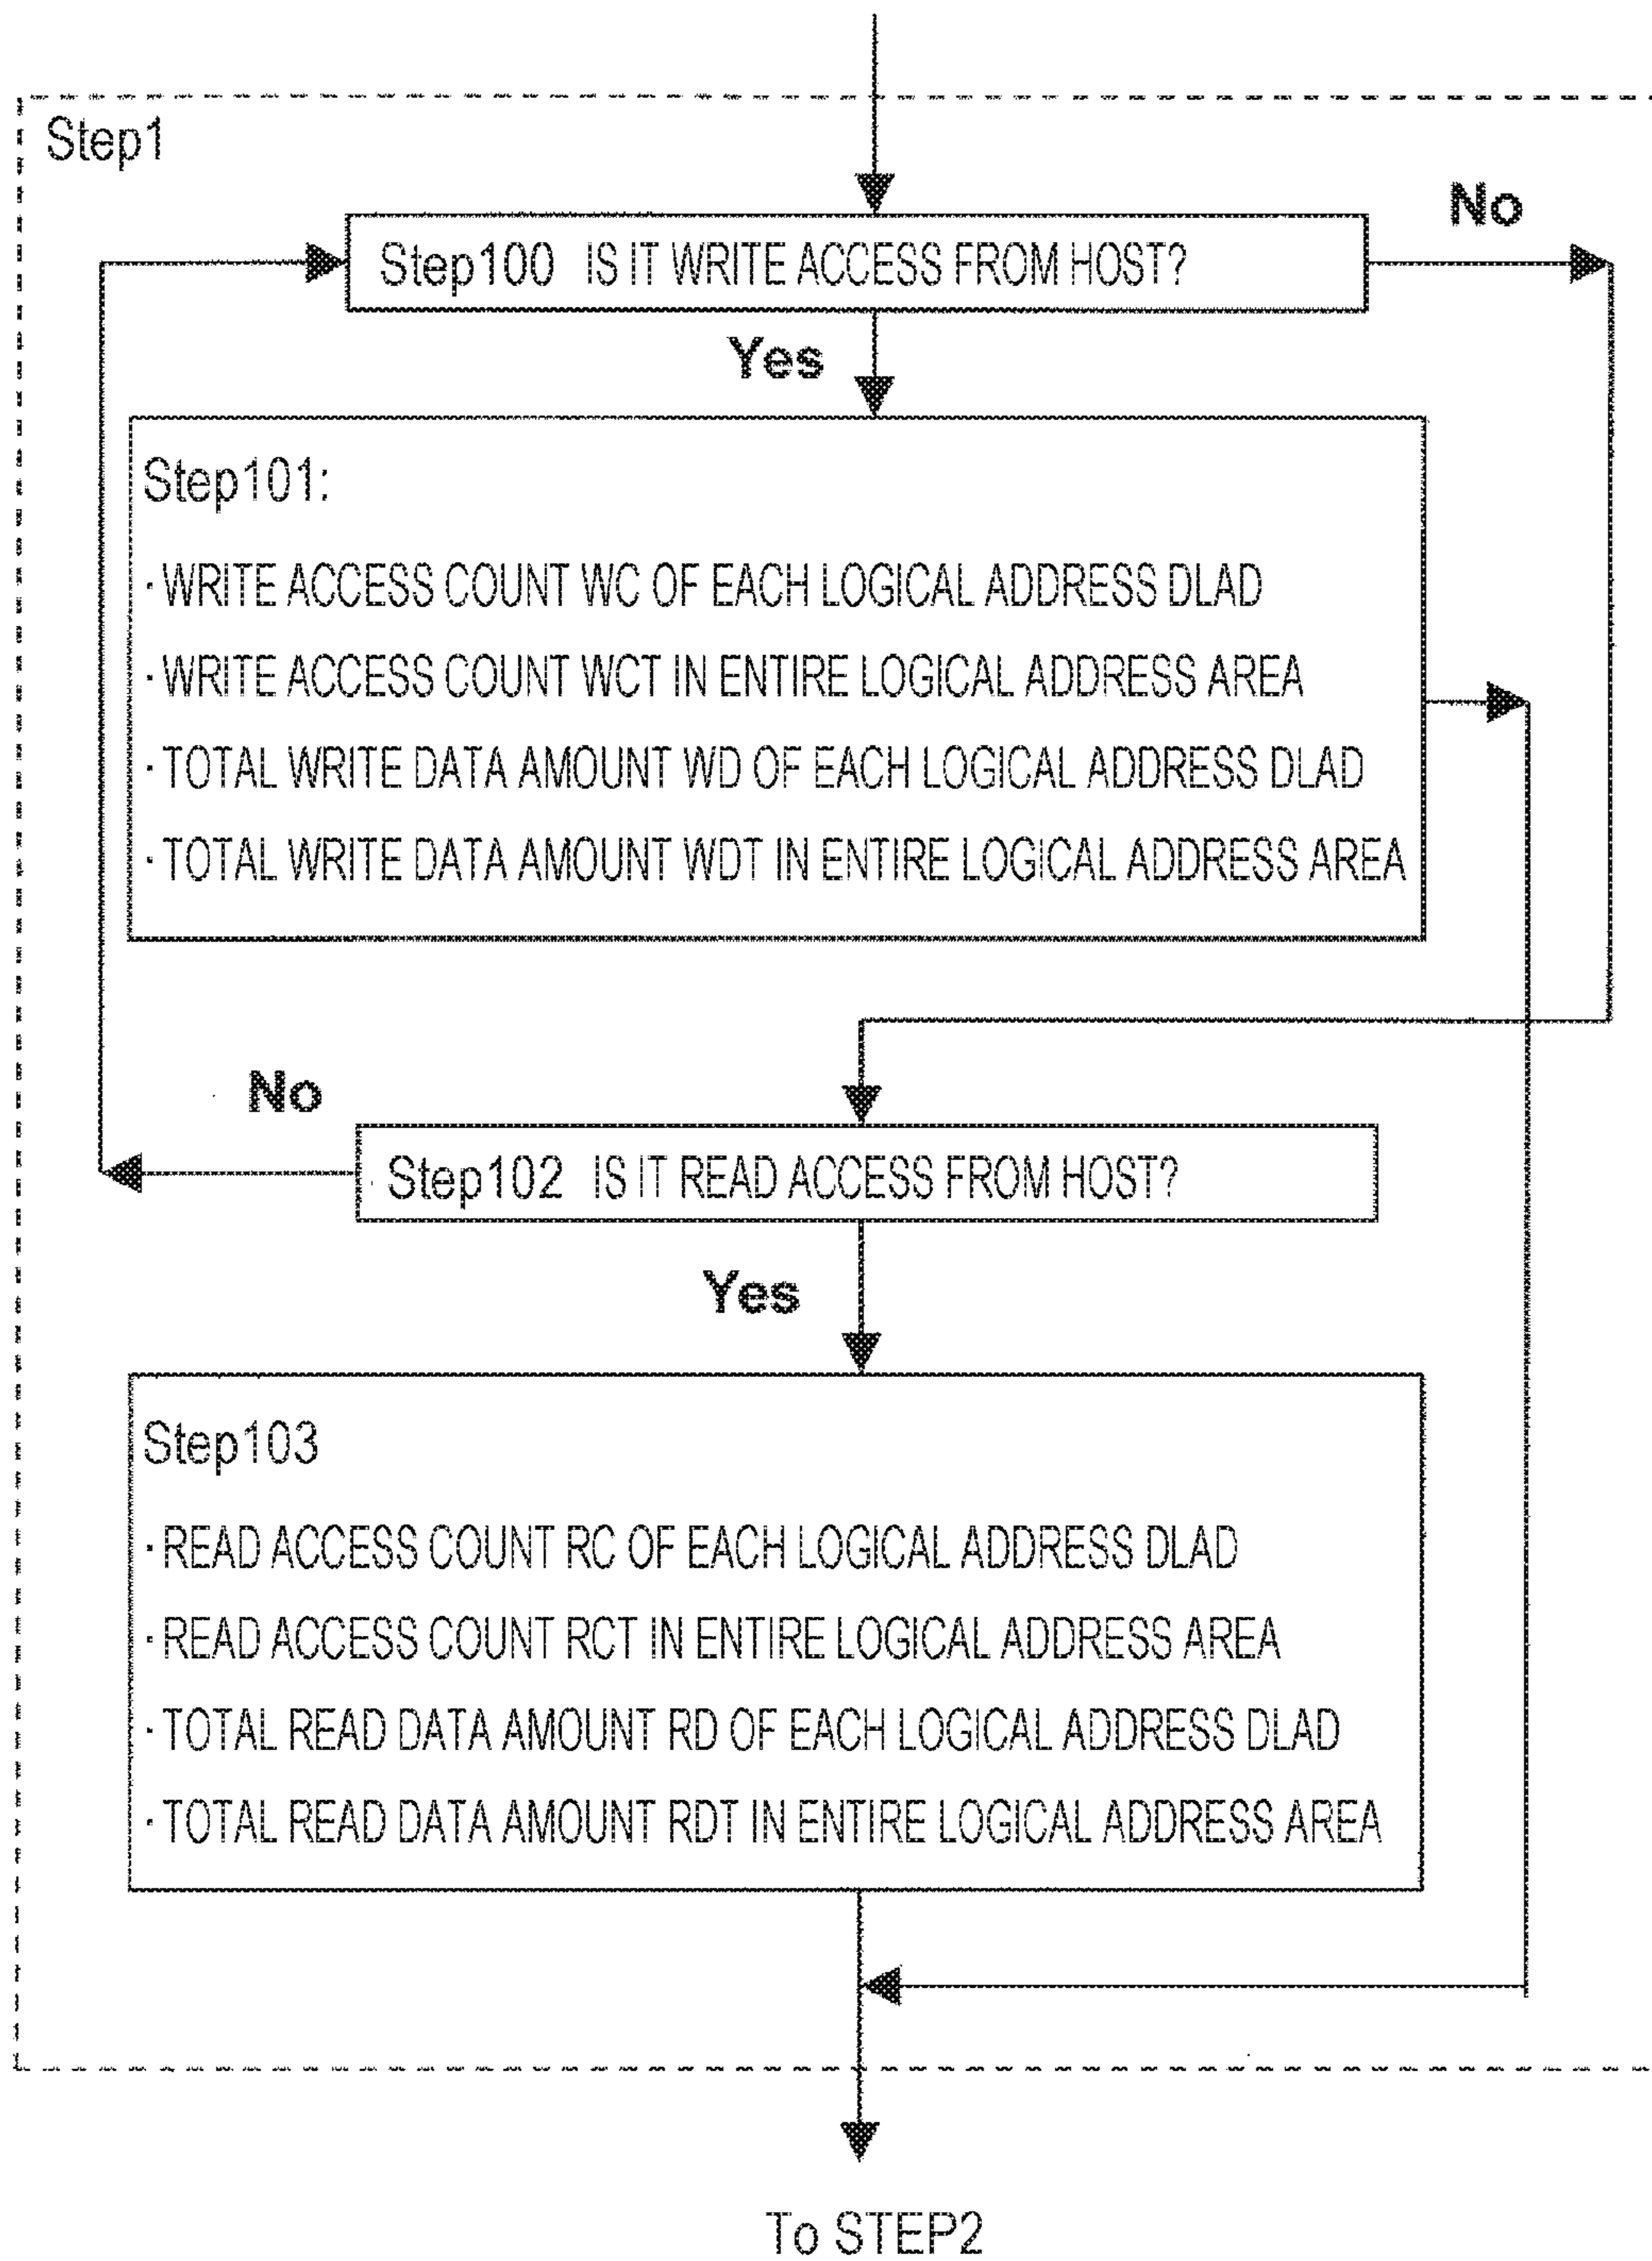 Step1
No
Step100 IS IT WRITE ACCESS FROM HOST?
Yes
Step101:
· WRITE ACCESS COUNT WC OF EACH LOGICAL ADDRESS DLAD
· WRITE ACCESS COUNT WCT IN ENTIRE LOGICAL ADDRESS AREA
· TOTAL WRITE DATA AMOUNT WD OF EACH LOGICAL ADDRESS DLAD
· TOTAL WRITE DATA AMOUNT WDT IN ENTIRE LOGICAL ADDRESS AREA
No
Step102 IS IT READ ACCESS FROM HOST?
Yes
Step103
· READ ACCESS COUNT RC OF EACH LOGICAL ADDRESS DLAD
· READ ACCESS COUNT RCT IN ENTIRE LOGICAL ADDRESS AREA
· TOTAL READ DATA AMOUNT RD OF EACH LOGICAL ADDRESS DLAD
· TOTAL READ DATA AMOUNT RDT IN ENTIRE LOGICAL ADDRESS AREA
To STEP2